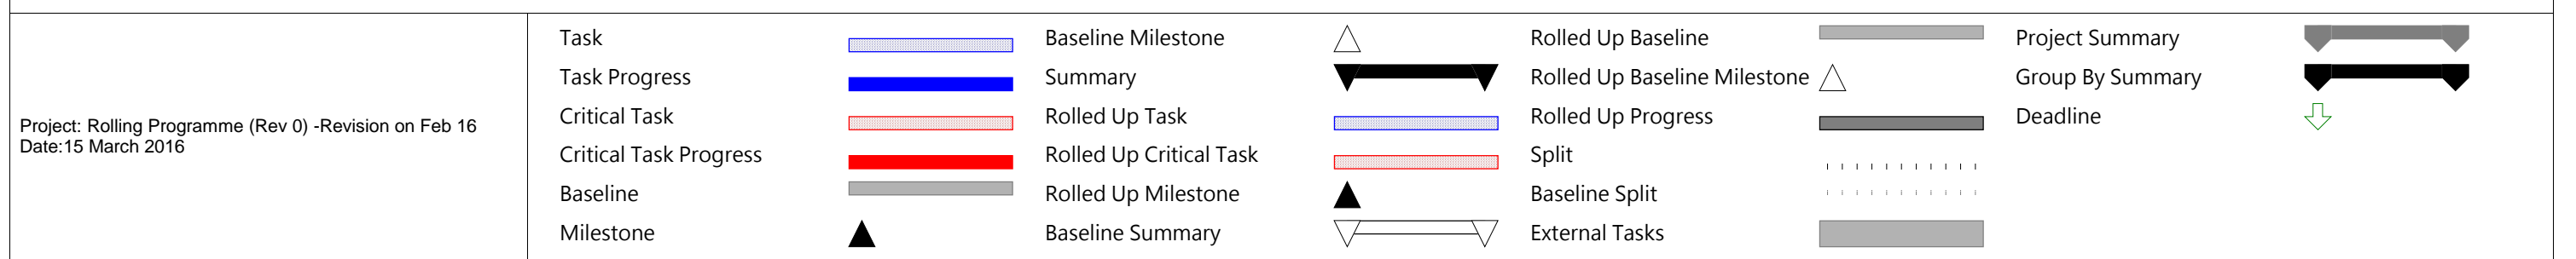 Project: Rolling Programme (Rev 0) -Revision on Feb 16
Date:15 March 2016
Task
Task Progress
Critical Task
Critical Task Progress
Baseline
Milestone
Baseline Milestone
Summary
Rolled Up Task
Rolled Up Critical Task
Rolled Up Milestone
Baseline Summary
Rolled Up Baseline
Rolled Up Baseline Milestone
Rolled Up Progress
Split
Baseline Split
External Tasks
Project Summary
Group By Summary
Deadline